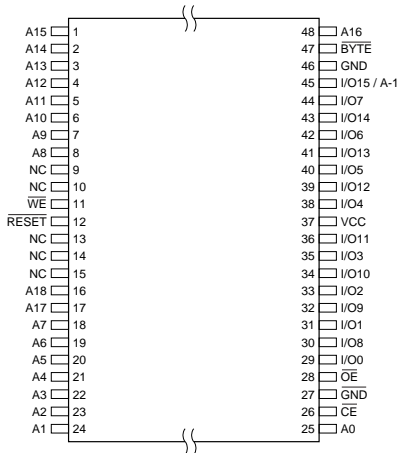 A15 1 48 A16
A14 2 47 BYTE
A13 3 46 GND
A12 4 45 I/O15 / A-1
A11 5 44 I/O7
A10 6 43 I/O14
A9 7 42 I/O6
A8 8 41 I/O13
NC 9 40 I/O5
NC 10 39 I/O12
WE 11 38 I/O4
RESET 12 37 VCC
NC 13 36 I/O11
NC 14 35 I/O3
NC 15 34 I/O10
A18 16 33 I/O2
A17 17 32 I/O9
A7 18 31 I/O1
A6 19 30 I/O8
A5 20 29 I/O0
A4 21 28 OE
A3 22 27 GND
A2 23 26 CE
A1 24 25 A0